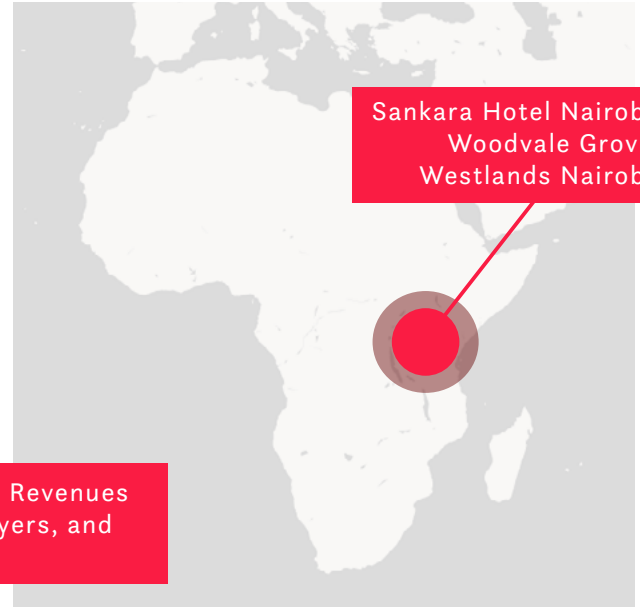 Sankara Hotel Nairob
Woodvale Grov
Westlands Nairob
Revenues
yers, and